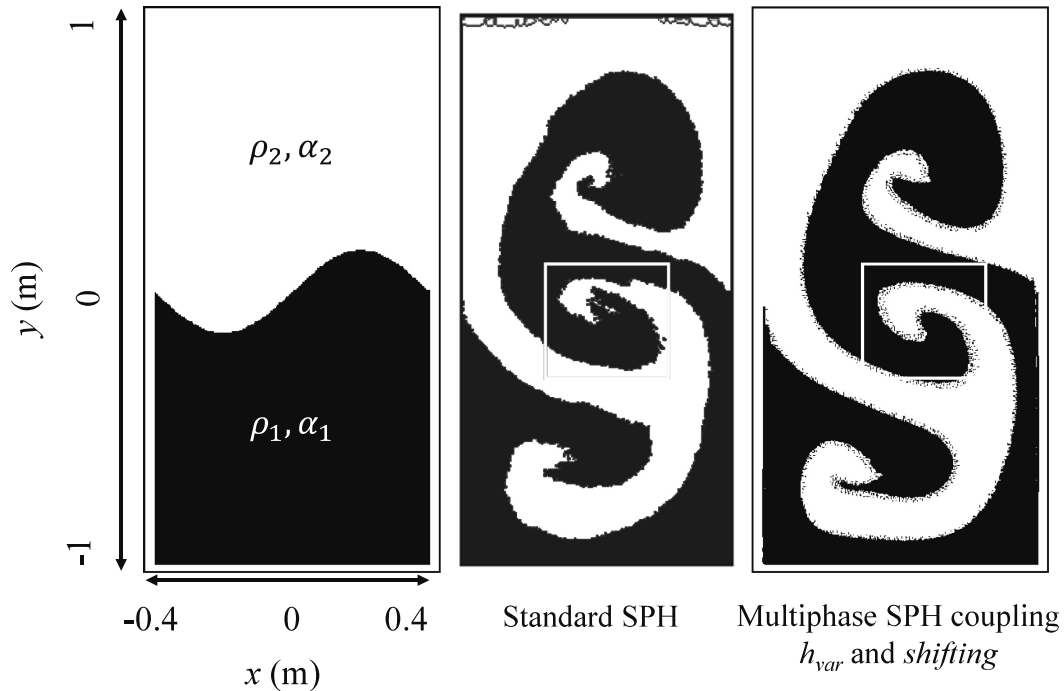 1
ρ₂, α₂
y (m)
0
ρ₁, α₁
-1
-0.4 0 0.4
x (m)
Standard SPH
Multiphase SPH coupling
h_var and shifting